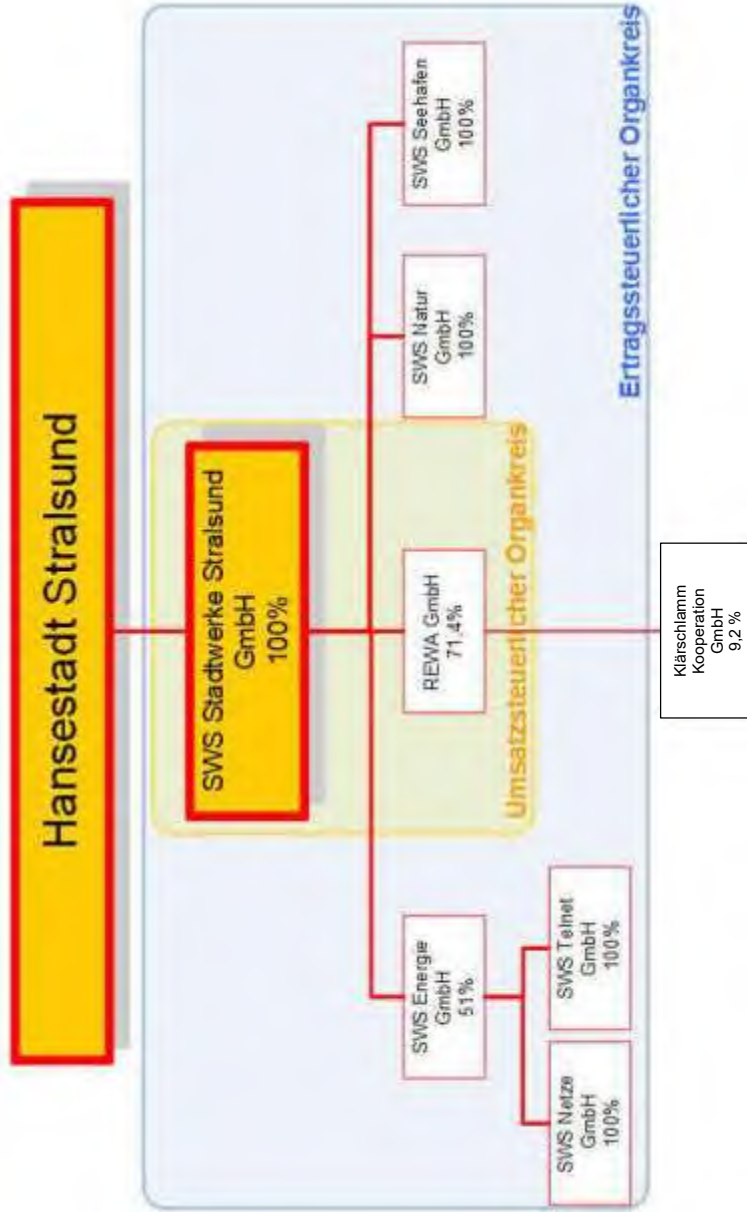 Hansestadt Stralsund
SWS Stadtwerke Stralsund
GmbH
100%
SWS Energie
GmbH
51%
REWA GmbH
71,4%
SWS Natur
GmbH
100%
SWS Seehafen
GmbH
100%
Umsatzsteuerlicher Organkreis
SWS Netze
GmbH
100%
SWS Telnet
GmbH
100%
Ertragssteuerlicher Organkreis
Klärschlamm
Kooperation
GmbH
9,2 %